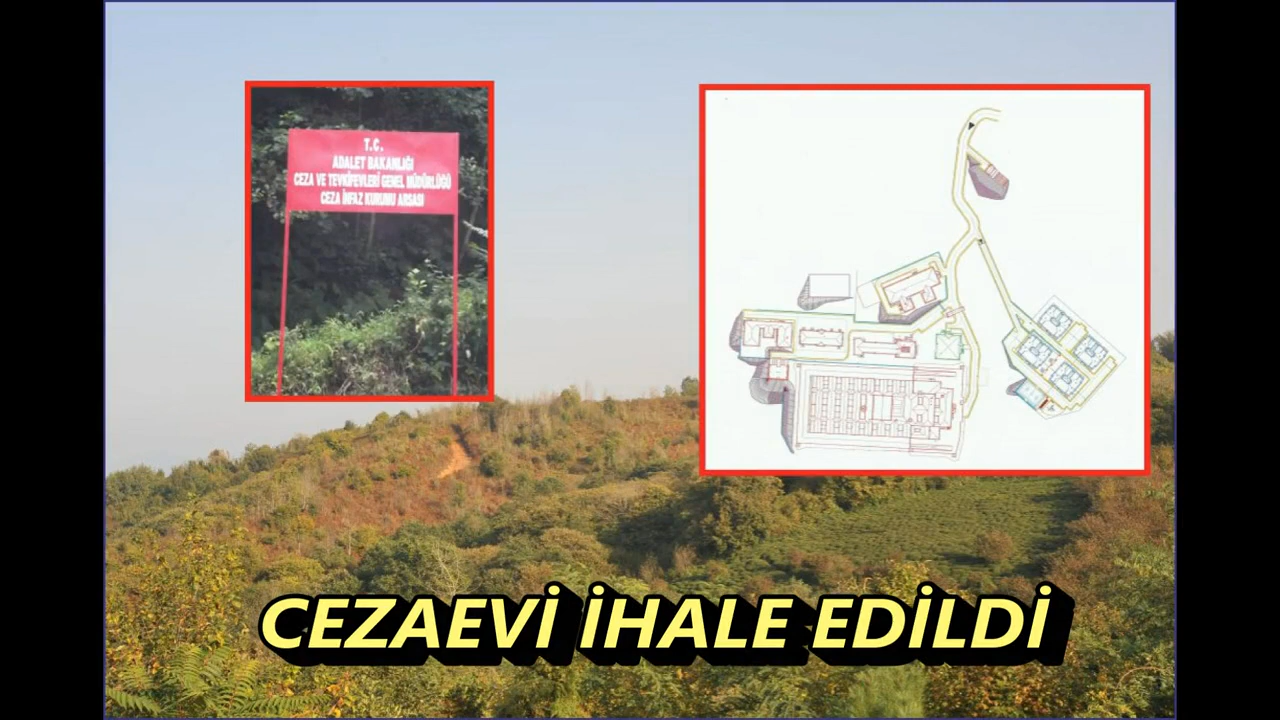 T.C.
ADALET BAKANLIĞI
CEZA VE TEVKİFEVLERİ GENEL MÜDÜRLÜĞÜ
CEZA İNFAZ KURUMU ARSASI
CEZAEVİ İHALE EDİLDİ